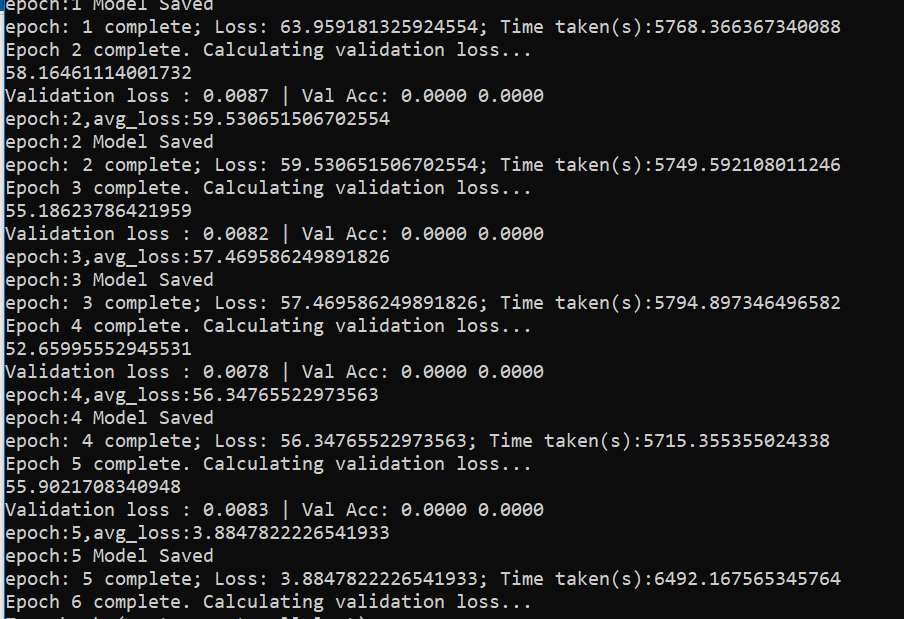 epoch:1 Model Saved
epoch: 1 complete; Loss: 63.959181325924554; Time taken(s):5768.366367340088
Epoch 2 complete. Calculating validation loss...
58.16461114001732
Validation loss : 0.0087 | Val Acc: 0.0000 0.0000
epoch:2,avg_loss:59.530651506702554
epoch:2 Model Saved
epoch: 2 complete; Loss: 59.530651506702554; Time taken(s):5749.592108011246
Epoch 3 complete. Calculating validation loss...
55.18623786421959
Validation loss : 0.0082 | Val Acc: 0.0000 0.0000
epoch:3,avg_loss:57.469586249891826
epoch:3 Model Saved
epoch: 3 complete; Loss: 57.469586249891826; Time taken(s):5794.897346496582
Epoch 4 complete. Calculating validation loss...
52.65995552945531
Validation loss : 0.0078 | Val Acc: 0.0000 0.0000
epoch:4,avg_loss:56.34765522973563
epoch:4 Model Saved
epoch: 4 complete; Loss: 56.34765522973563; Time taken(s):5715.355355024338
Epoch 5 complete. Calculating validation loss...
55.9021708340948
Validation loss : 0.0083 | Val Acc: 0.0000 0.0000
epoch:5,avg_loss:3.8847822226541933
epoch:5 Model Saved
epoch: 5 complete; Loss: 3.8847822226541933; Time taken(s):6492.167565345764
Epoch 6 complete. Calculating validation loss...